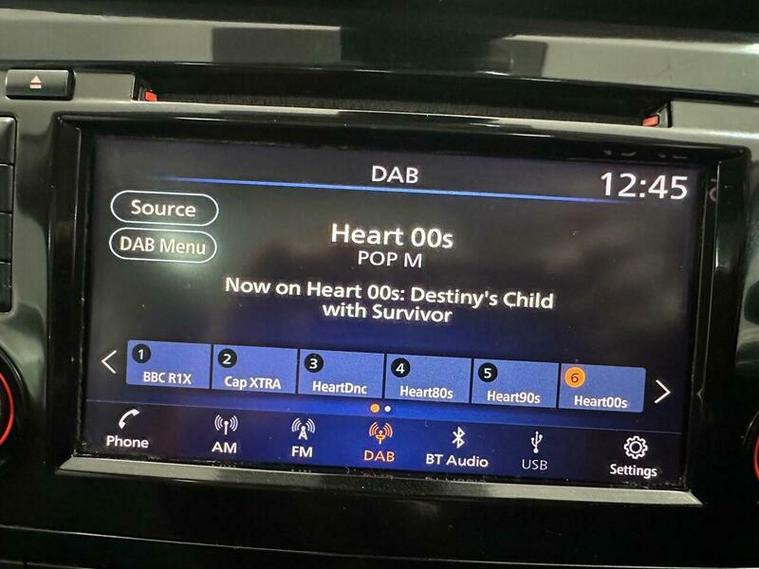 DAB
12:45
Source
DAB Menu
Heart 00s
POP M
Now on Heart 00s: Destiny's Child
with Survivor
1
BBC R1X
2
Cap XTRA
3
HeartDnc
4
Heart80s
5
Heart90s
6
Heart00s
Phone
AM
FM
DAB
BT Audio
USB
Settings